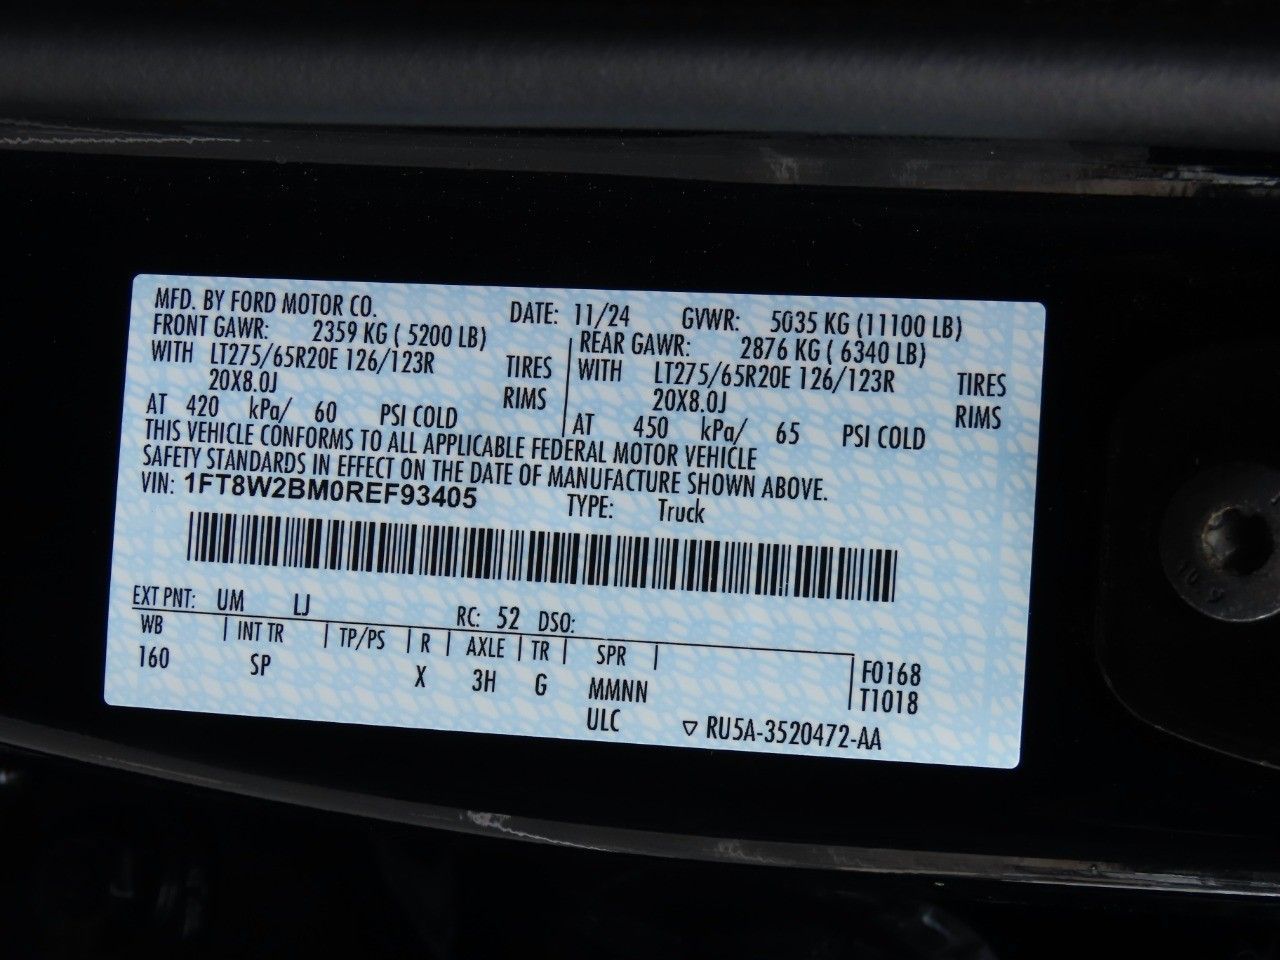 MFD. BY FORD MOTOR CO. DATE: 11/24 GVWR: 5035 KG (11100 LB)
FRONT GAWR: 2359 KG ( 5200 LB) REAR GAWR: 2876 KG ( 6340 LB)
WITH LT275/65R20E 126/123R TIRES WITH LT275/65R20E 126/123R TIRES
20X8.0J RIMS 20X8.0J RIMS
AT 420 kPa/ 60 PSI COLD AT 450 kPa/ 65 PSI COLD
THIS VEHICLE CONFORMS TO ALL APPLICABLE FEDERAL MOTOR VEHICLE
SAFETY STANDARDS IN EFFECT ON THE DATE OF MANUFACTURE SHOWN ABOVE.
VIN: 1FT8W2BM0REF93405 TYPE: Truck
EXT PNT: UM LJ RC: 52 DSO:
WB | INT TR | TP/PS | R | AXLE | TR | SPR |
160 SP X 3H G MMNN
ULC
F0168
T1018
▽ RU5A-3520472-AA